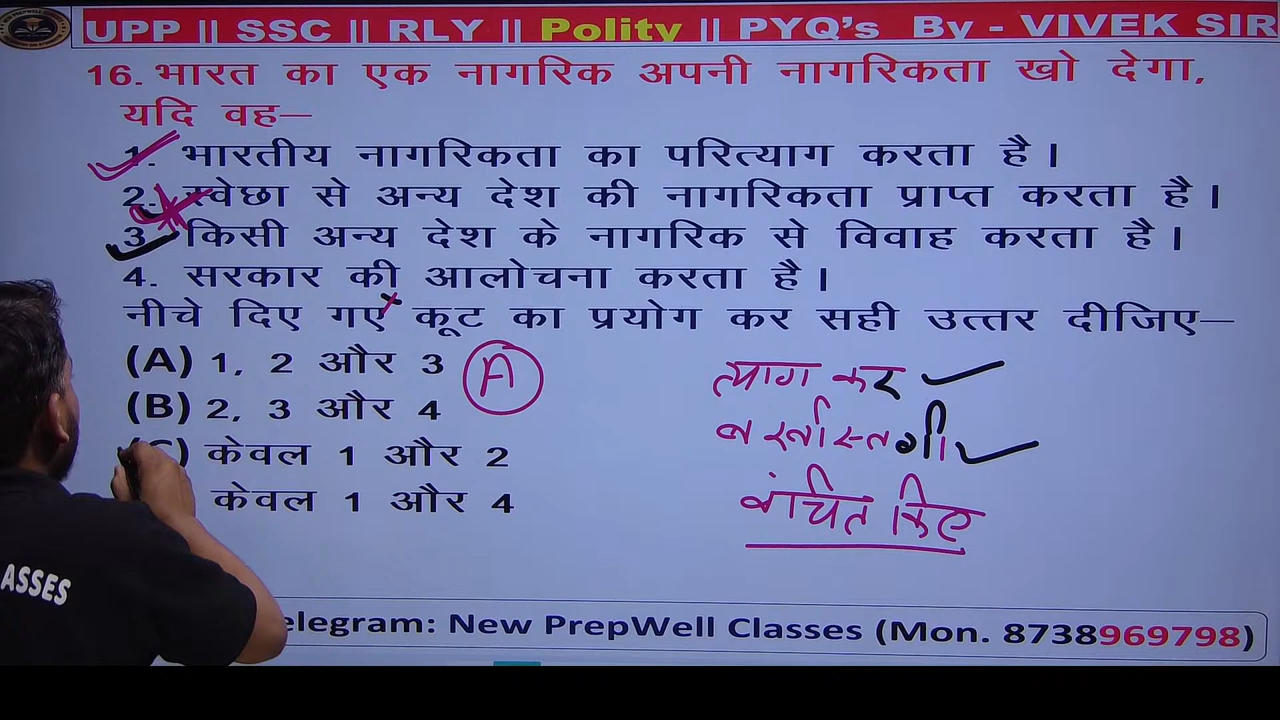 UPP || SSC || RLY || Polity || PYQ's By - VIVEK SIR
16. भारत का एक नागरिक अपनी नागरिकता खो देगा,
यदि वह—
1. भारतीय नागरिकता का परित्याग करता है।
2. स्वेछा से अन्य देश की नागरिकता प्राप्त करता है।
3. किसी अन्य देश के नागरिक से विवाह करता है।
4. सरकार की आलोचना करता है।
नीचे दिए गए कूट का प्रयोग कर सही उत्तर दीजिए—
(A) 1, 2 और 3
A
(B) 2, 3 और 4
(C) केवल 1 और 2
केवल 1 और 4
त्याग कर
वंचित किए
ASSES
elegram: New PrepWell Classes (Mon. 8738969798)